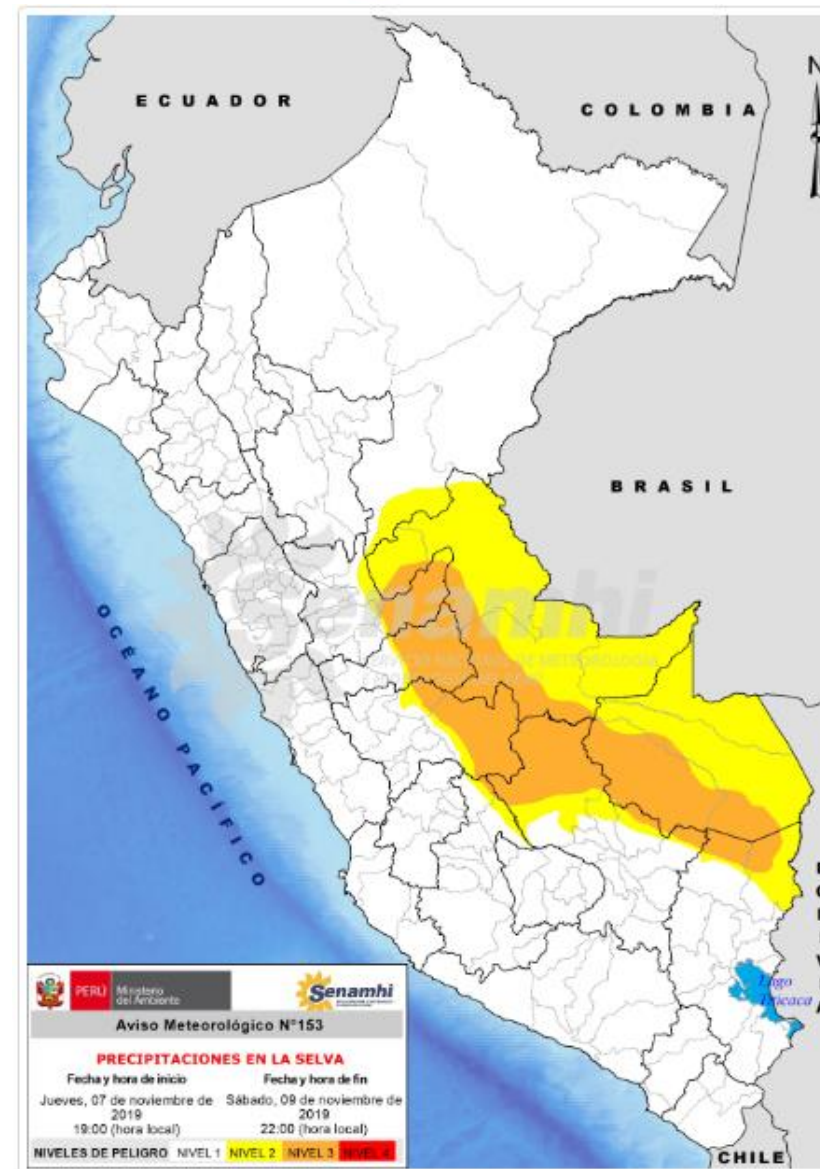 ECUADOR
COLOMBIA
N
BRASIL
Senamhi
OCÉANO PACÍFICO
Lago
Titicaca
PERÚ Ministerio
del Ambiente
Senamhi
Aviso Meteorológico N°153
PRECIPITACIONES EN LA SELVA
Fecha y hora de inicio Fecha y hora de fin
Jueves, 07 de noviembre de Sábado, 09 de noviembre de
2019 2019
19:00 (hora local) 22:00 (hora local)
NIVELES DE PELIGRO NIVEL 1 NIVEL 2 NIVEL 3 NIVEL 4
CHILE